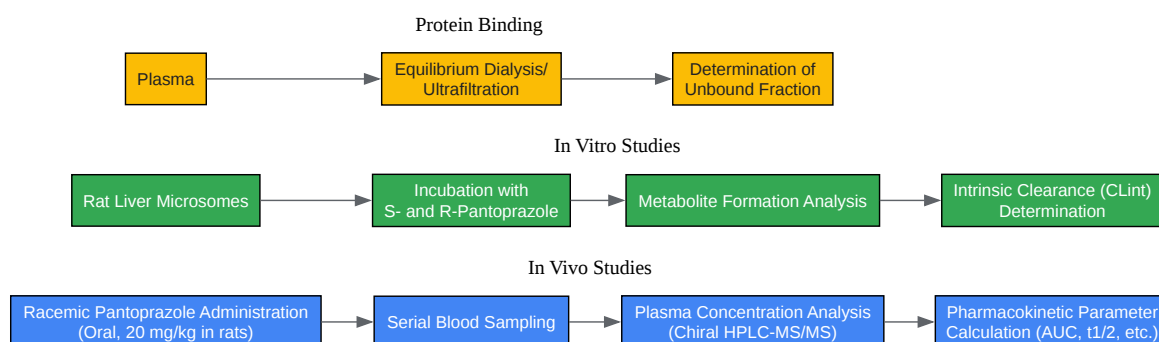 Protein Binding
Plasma
Equilibrium Dialysis/
Ultrafiltration
Determination of
Unbound Fraction
In Vitro Studies
Rat Liver Microsomes
Incubation with
S- and R-Pantoprazole
Metabolite Formation Analysis
Intrinsic Clearance (CLint)
Determination
In Vivo Studies
Racemic Pantoprazole Administration
(Oral, 20 mg/kg in rats)
Serial Blood Sampling
Plasma Concentration Analysis
(Chiral HPLC-MS/MS)
Pharmacokinetic Parameter
Calculation (AUC, t1/2, etc.)